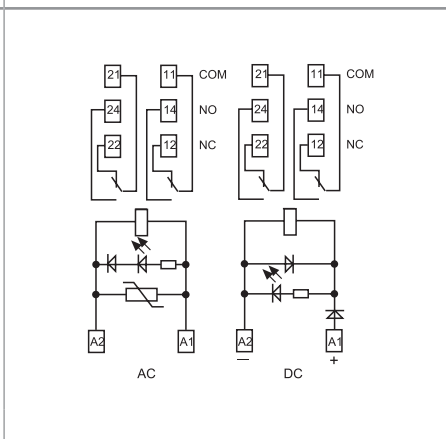 21 11 COM 21 11 COM
24 14 NO 24 14 NO
22 12 NC 22 12 NC
A2 A1 A2 A1
− +
AC DC